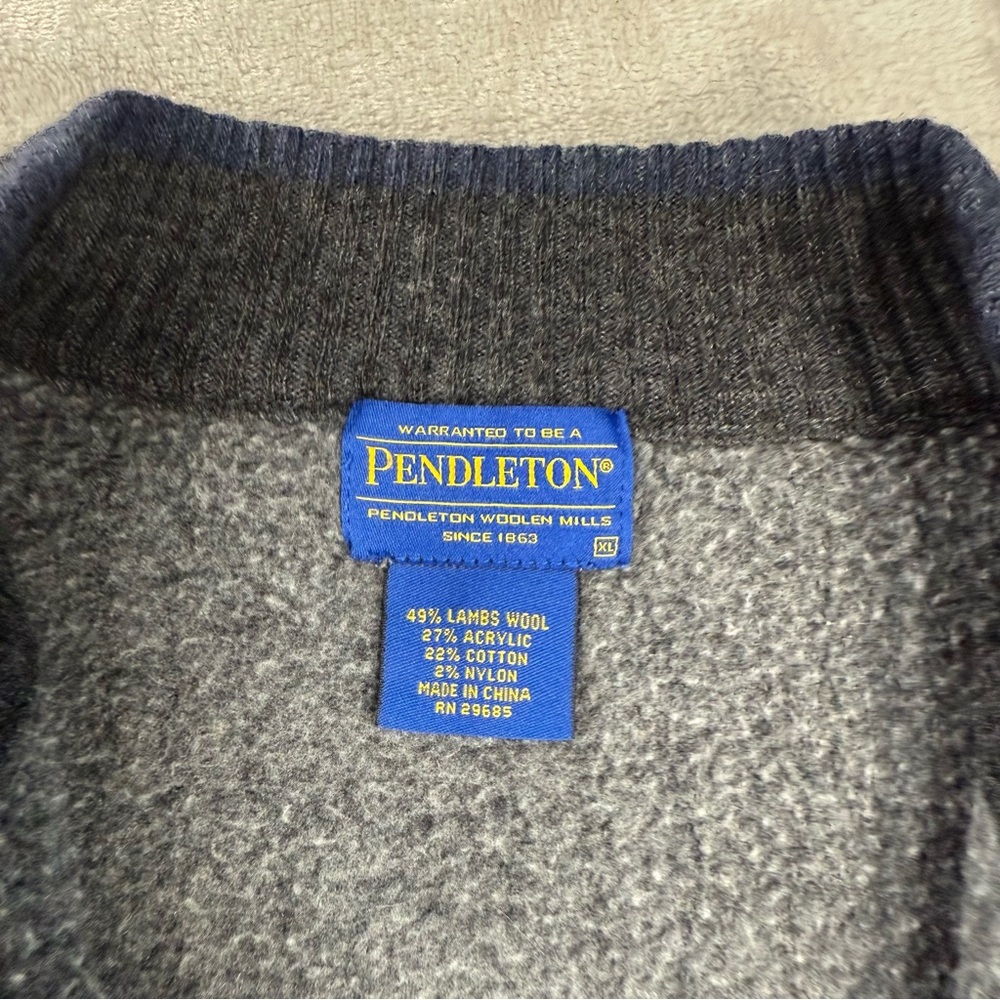 WARRANTED TO BE A
PENDLETON®
PENDLETON WOOLEN MILLS
SINCE 1863
XL
49% LAMBS WOOL
27% ACRYLIC
22% COTTON
2% NYLON
MADE IN CHINA
RN 29685